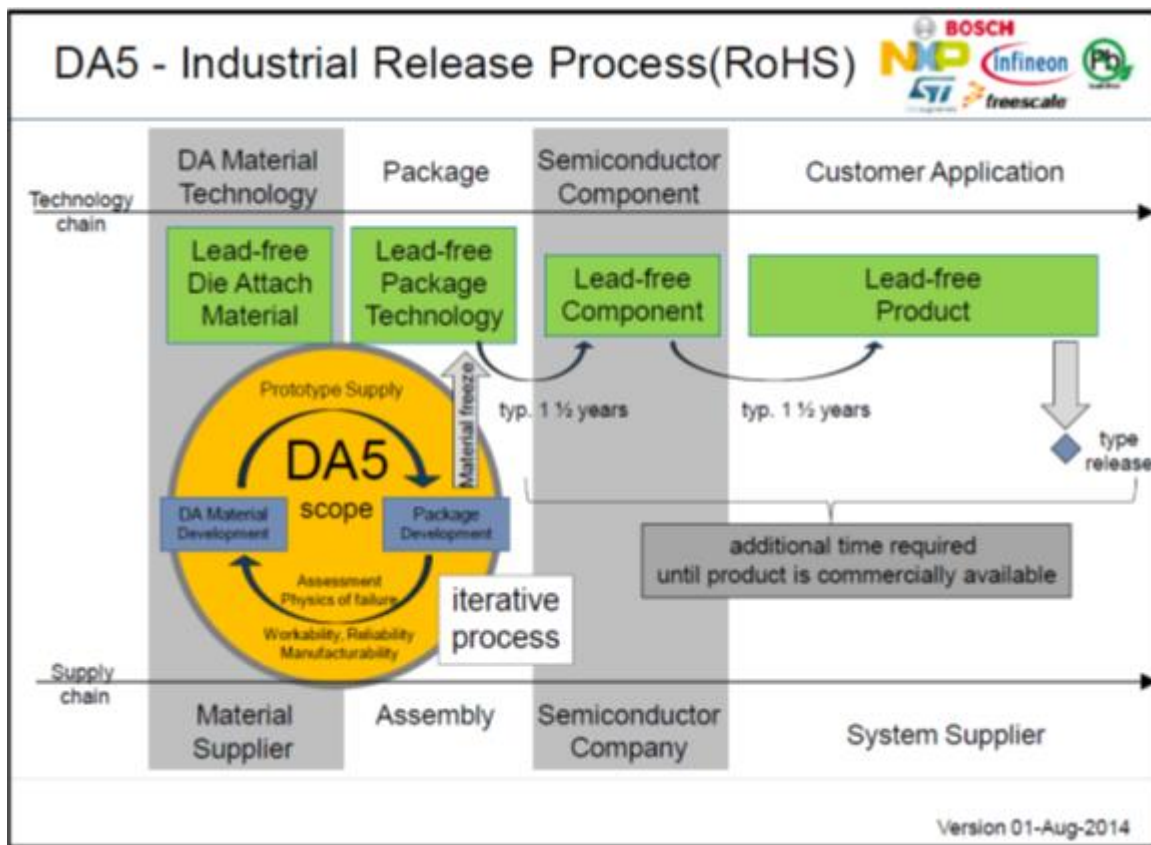 DA5 - Industrial Release Process(RoHS)
BOSCH
NXP
infineon
Pb
ST
freescale
DA Material
Technology
Package
Semiconductor
Component
Customer Application
Technology
chain
Lead-free
Die Attach
Material
Lead-free
Package
Technology
Lead-free
Component
Lead-free
Product
Prototype Supply
Material freeze
typ. 1 ½ years
typ. 1 ½ years
type
release
DA5
scope
DA Material
Development
Package
Development
additional time required
until product is commercially available
Assessment
Physics of failure
iterative
process
Workability, Reliability
Manufacturability
Supply
chain
Material
Supplier
Assembly
Semiconductor
Company
System Supplier
Version 01-Aug-2014